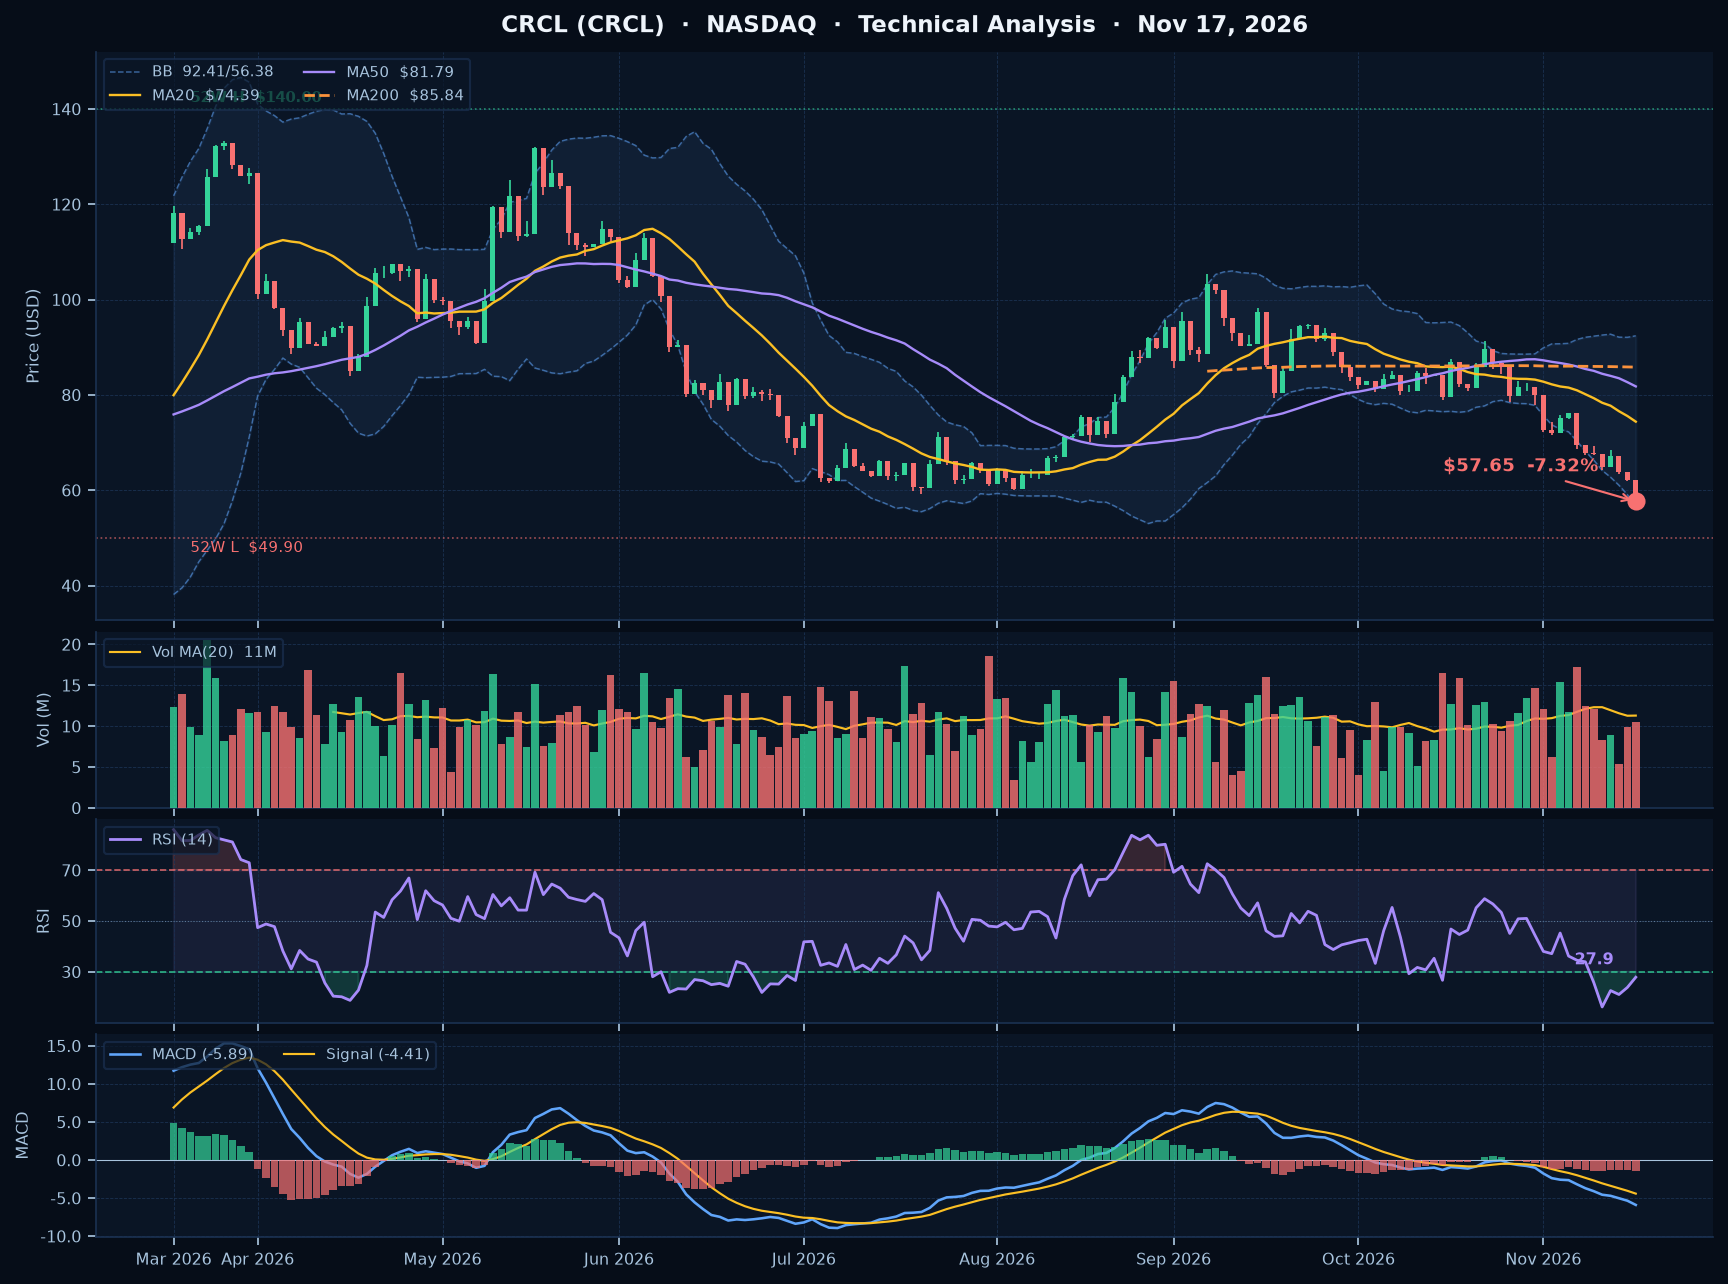 CRCL (CRCL) · NASDAQ · Technical Analysis · Nov 17, 2026
BB 92.41/56.38
MA50 $81.79
MA20 $74.39
MA200 $85.84
$140.60
140
120
100
80
60
40
Price (USD)
$57.65 -7.32%
52W L $49.90
Vol MA(20) 11M
20
15
10
5
0
Vol (M)
RSI (14)
70
50
30
RSI
27.9
MACD (-5.89)
Signal (-4.41)
15.0
10.0
5.0
0.0
-5.0
-10.0
MACD
Mar 2026
Apr 2026
May 2026
Jun 2026
Jul 2026
Aug 2026
Sep 2026
Oct 2026
Nov 2026